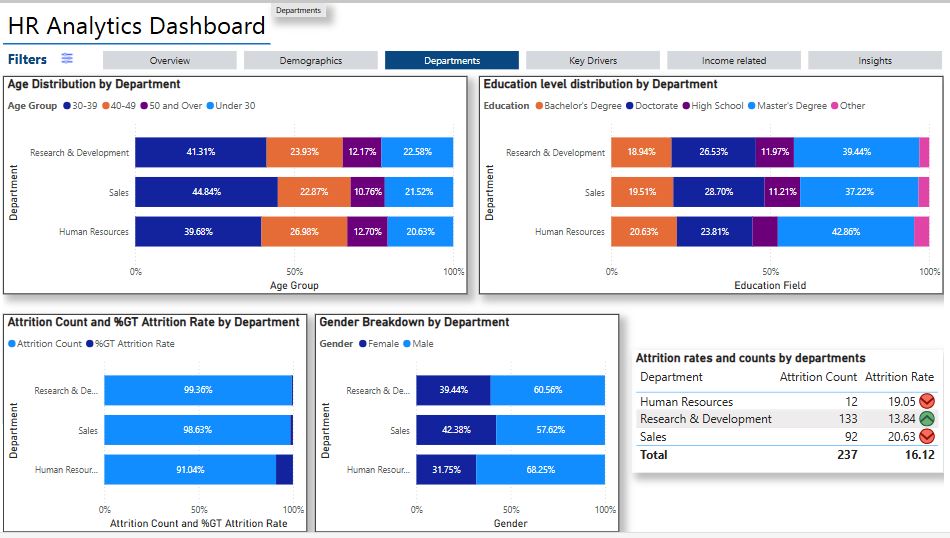 Departments
HR Analytics Dashboard
Filters
Overview
Demographics
Departments
Key Drivers
Income related
Insights
Age Distribution by Department
Age Group 30-39 40-49 50 and Over Under 30
Department
Research & Development 41.31% 23.93% 12.17% 22.58%
Sales 44.84% 22.87% 10.76% 21.52%
Human Resources 39.68% 26.98% 12.70% 20.63%
0% 50% 100%
Age Group
Education level distribution by Department
Education Bachelor's Degree Doctorate High School Master's Degree Other
Department
Research & Development 18.94% 26.53% 11.97% 39.44%
Sales 19.51% 28.70% 11.21% 37.22%
Human Resources 20.63% 23.81% 42.86%
0% 50% 100%
Education Field
Attrition Count and %GT Attrition Rate by Department
Attrition Count %GT Attrition Rate
Department
Research & De... 99.36%
Sales 98.63%
Human Resour... 91.04%
0% 50% 100%
Attrition Count and %GT Attrition Rate
Gender Breakdown by Department
Gender Female Male
Department
Research & De... 39.44% 60.56%
Sales 42.38% 57.62%
Human Resour... 31.75% 68.25%
0% 50% 100%
Gender
Attrition rates and counts by departments
Department Attrition Count Attrition Rate
Human Resources 12 19.05
Research & Development 133 13.84
Sales 92 20.63
Total 237 16.12